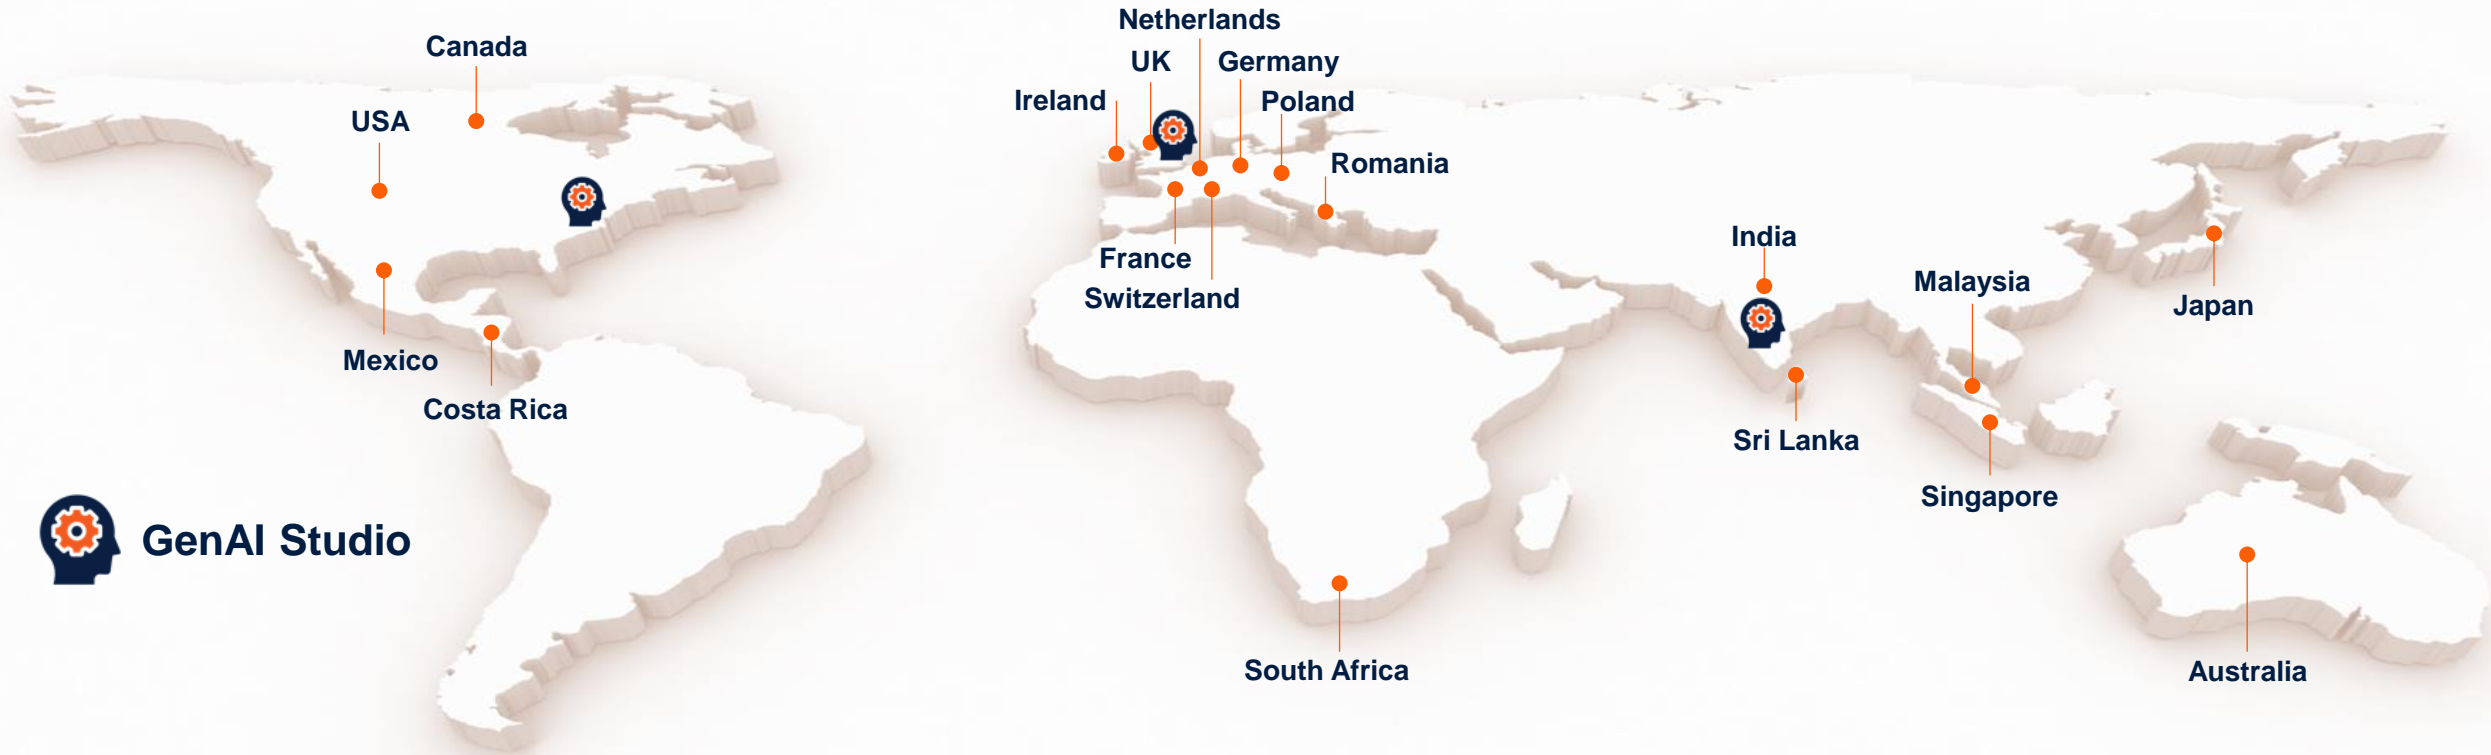 Netherlands
Canada
UK
Germany
Ireland
Poland
USA
Romania
India
France
Malaysia
Switzerland
Japan
Mexico
Costa Rica
Sri Lanka
Singapore
GenAI Studio
South Africa
Australia